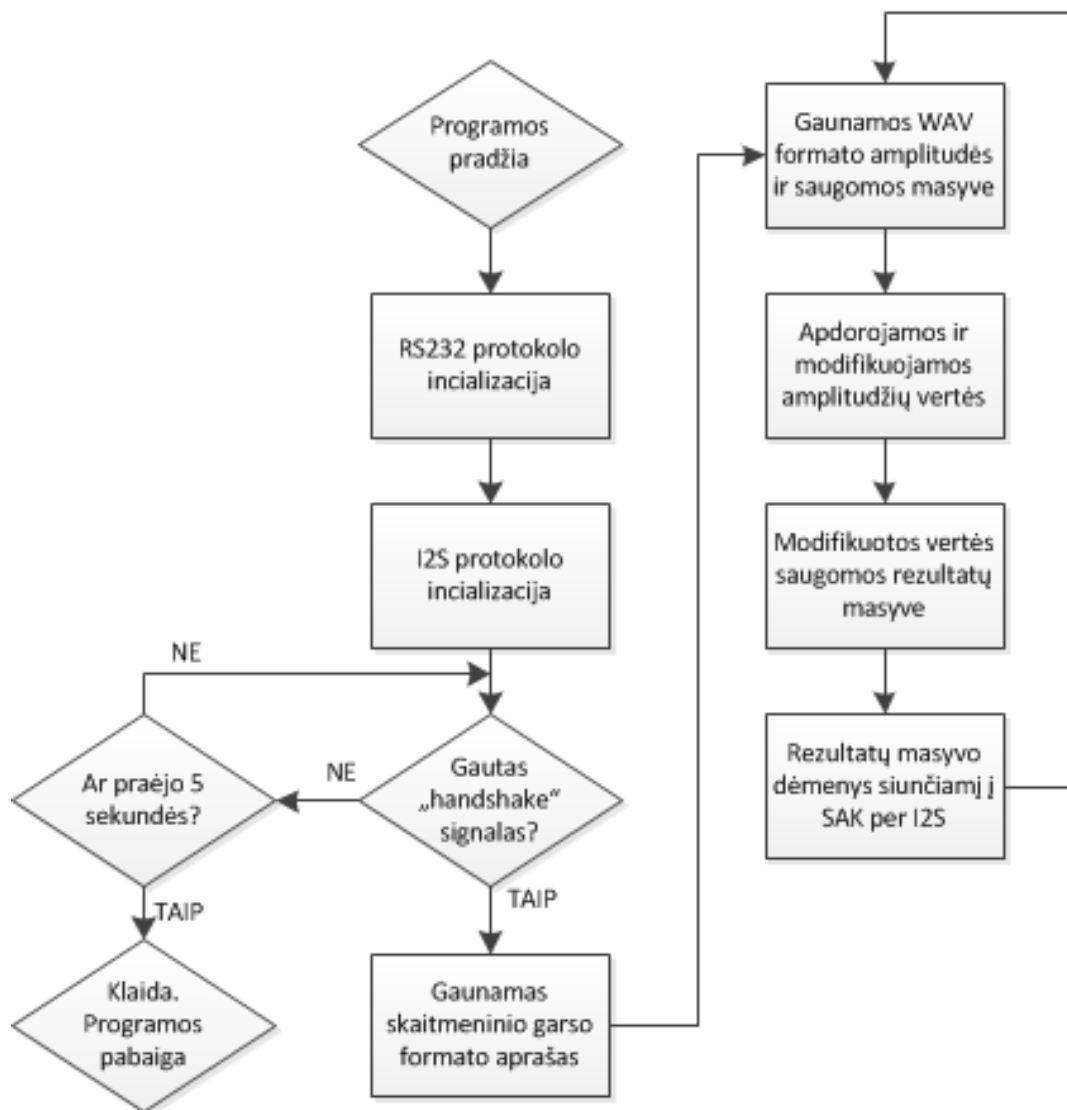 Programos
pradžia
RS232 protokolo
incializacija
I2S protokolo
incializacija
NE
Ar praėjo 5
sekundės?
NE
Gautas
„handshake“
signalas?
TAIP
TAIP
Klaida.
Programos
pabaiga
Gaunamas
skaitmeninio garso
formato aprašas
Gaunamos WAV
formato amplitudės
ir saugomos masyve
Apdorojamos ir
modifikuojamos
amplitudžių vertės
Modifikuotos vertės
saugomos rezultatų
masyve
Rezultatų masyvo
dėmenys siunčiamį į
SAK per I2S